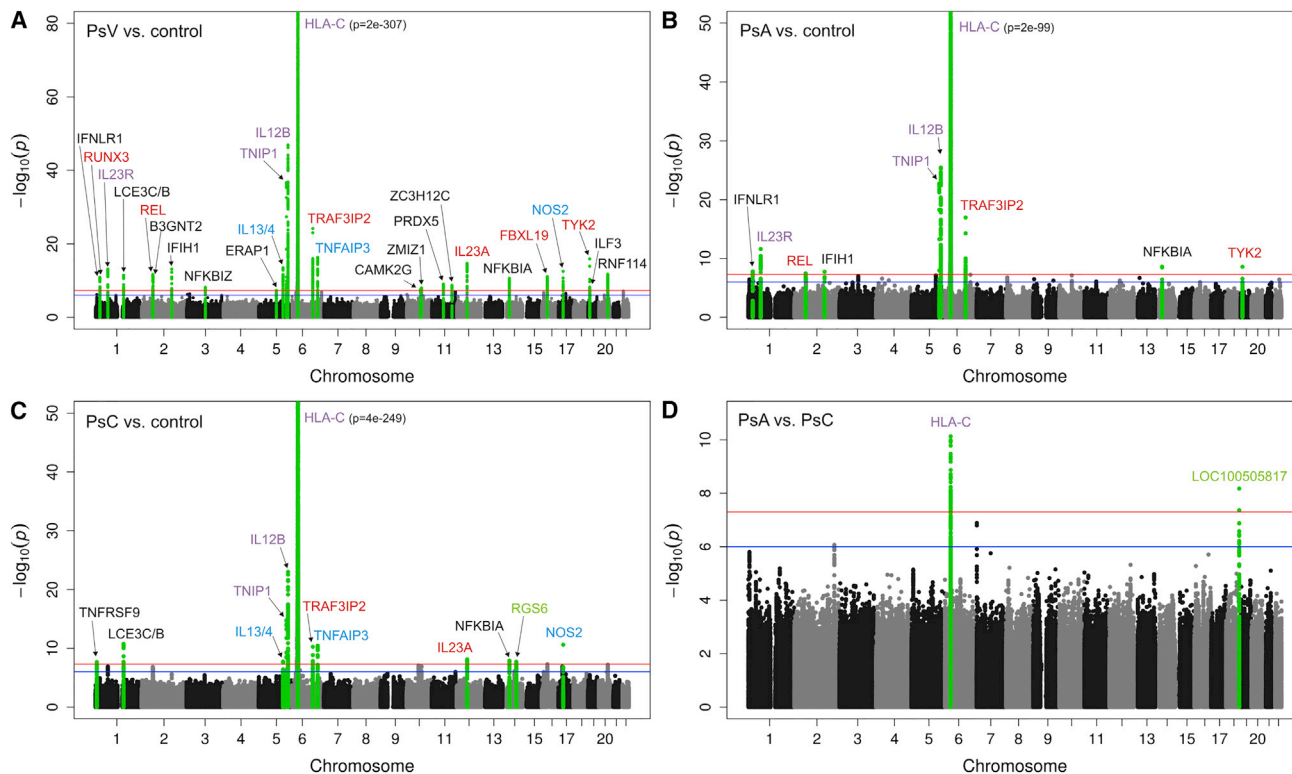 A
PsV vs. control
HLA-C (p=2e-307)
IL12B
TNIP1
IFNLR1
RUNX3
IL23R
LCE3C/B
REL
B3GNT2
IFIH1
NFKBIZ
ERAP1
IL13/4
TRAF3IP2
TNFAIP3
ZC3H12C
PRDX5
ZMIZ1
CAMK2G
IL23A
NFKBIA
FBXL19
NOS2
TYK2
ILF3
RNF114
−log10(p)
0 20 40 60 80
1 2 3 4 5 6 7 8 9 11 13 15 17 20
Chromosome
B
PsA vs. control
HLA-C (p=2e-99)
IL12B
TNIP1
TRAF3IP2
IFNLR1
IL23R
REL
IFIH1
NFKBIA
TYK2
−log10(p)
0 10 20 30 40 50
1 2 3 4 5 6 7 8 9 11 13 15 17 20
Chromosome
C
PsC vs. control
HLA-C (p=4e-249)
IL12B
TNIP1
TRAF3IP2
TNFRSF9
LCE3C/B
IL13/4
TNFAIP3
IL23A
NFKBIA
RGS6
NOS2
−log10(p)
0 10 20 30 40 50
1 2 3 4 5 6 7 8 9 11 13 15 17 20
Chromosome
D
PsA vs. PsC
HLA-C
LOC100505817
−log10(p)
0 2 4 6 8 10
1 2 3 4 5 6 7 8 9 11 13 15 17 20
Chromosome